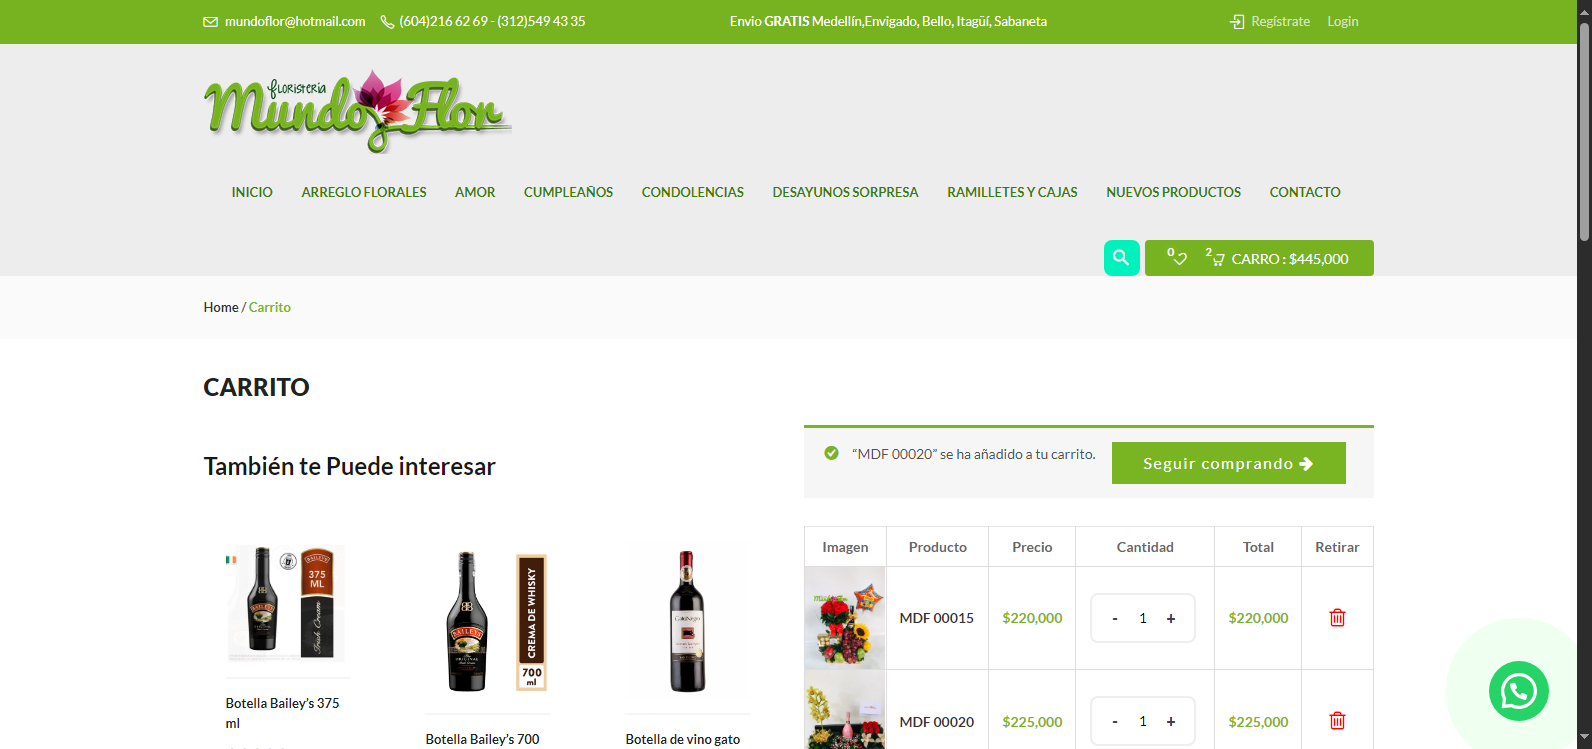 mundoflor@hotmail.com (604)216 62 69 - (312)549 43 35 Envio GRATIS Medellín,Envigado, Bello, Itagüí, Sabaneta Regístrate Login
FLORISTERIA
Mundo Flor
INICIO ARREGLO FLORALES AMOR CUMPLEAÑOS CONDOLENCIAS DESAYUNOS SORPRESA RAMILLETES Y CAJAS NUEVOS PRODUCTOS CONTACTO
0 2 CARRO : $445,000
Home / Carrito
CARRITO
También te Puede interesar
“MDF 00020” se ha añadido a tu carrito. Seguir comprando
Imagen Producto Precio Cantidad Total Retirar
MDF 00015 $220,000 - 1 + $220,000
MDF 00020 $225,000 - 1 + $225,000
375
ML
Irish Cream
BAILEYS
CREMA DE WHISKY
700
ml
Botella Bailey’s 375
ml
Botella Bailey’s 700
Botella de vino gato